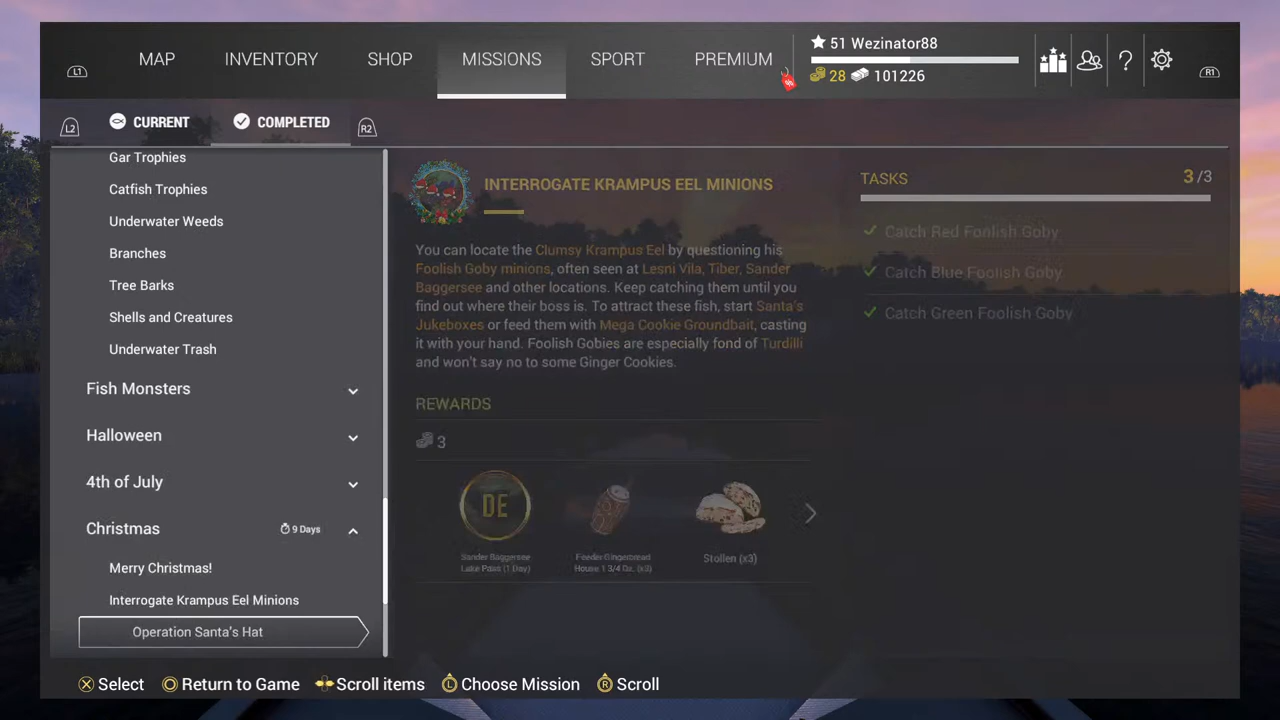 L1
MAP
INVENTORY
SHOP
MISSIONS
SPORT
PREMIUM
%
51 Wezinator88
28 101226
?
R1
L2
CURRENT
COMPLETED
R2
Gar Trophies
Catfish Trophies
Underwater Weeds
Branches
Tree Barks
Shells and Creatures
Underwater Trash
Fish Monsters
Halloween
4th of July
Christmas
9 Days
Merry Christmas!
Interrogate Krampus Eel Minions
Operation Santa's Hat
INTERROGATE KRAMPUS EEL MINIONS
You can locate the Clumsy Krampus Eel by questioning his
Foolish Goby minions, often seen at Lesni Vila, Tiber, Sander
Baggersee and other locations. Keep catching them until you
find out where their boss is. To attract these fish, start Santa's
Jukeboxes or feed them with Mega Cookie Groundbait, casting
it with your hand. Foolish Gobies are especially fond of Turdilli
and won't say no to some Ginger Cookies.
REWARDS
3
DE
Sander Baggersee
Lake Pass (1 Day)
Feeder Gingerbread
House 1 3/4 Oz. (x3)
Stollen (x3)
TASKS
3 /3
Catch Red Foolish Goby
Catch Blue Foolish Goby
Catch Green Foolish Goby
Select
Return to Game
Scroll items
L Choose Mission
R Scroll